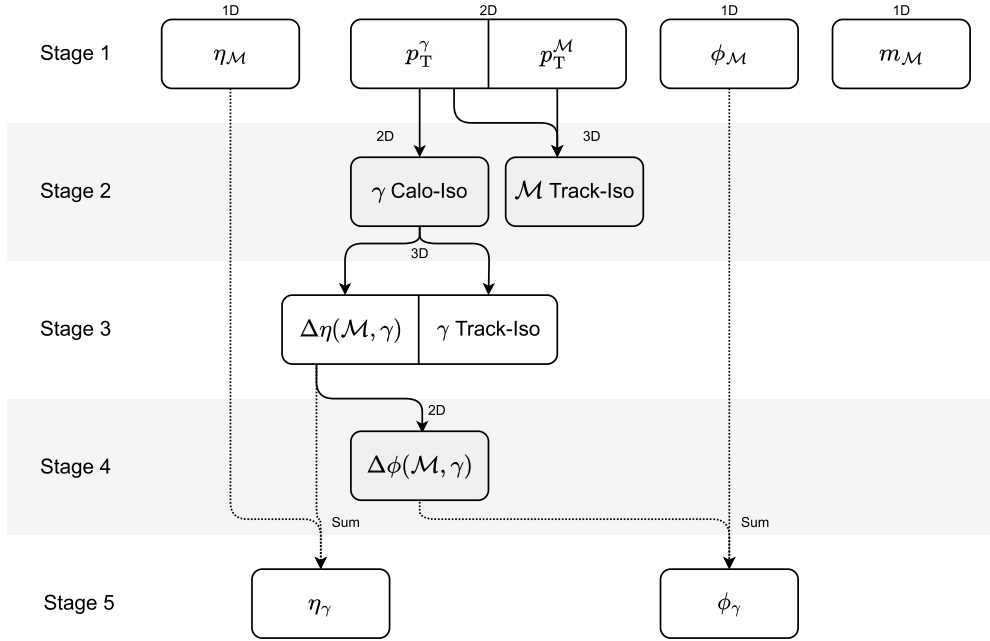 1D 2D 1D 1D
Stage 1 η_ℳ p_T^γ p_T^ℳ ϕ_ℳ m_ℳ
2D 3D
Stage 2 γ Calo-Iso ℳ Track-Iso
3D
Stage 3 Δη(ℳ, γ) γ Track-Iso
2D
Stage 4 Δϕ(ℳ, γ)
Sum Sum
Stage 5 η_γ ϕ_γ